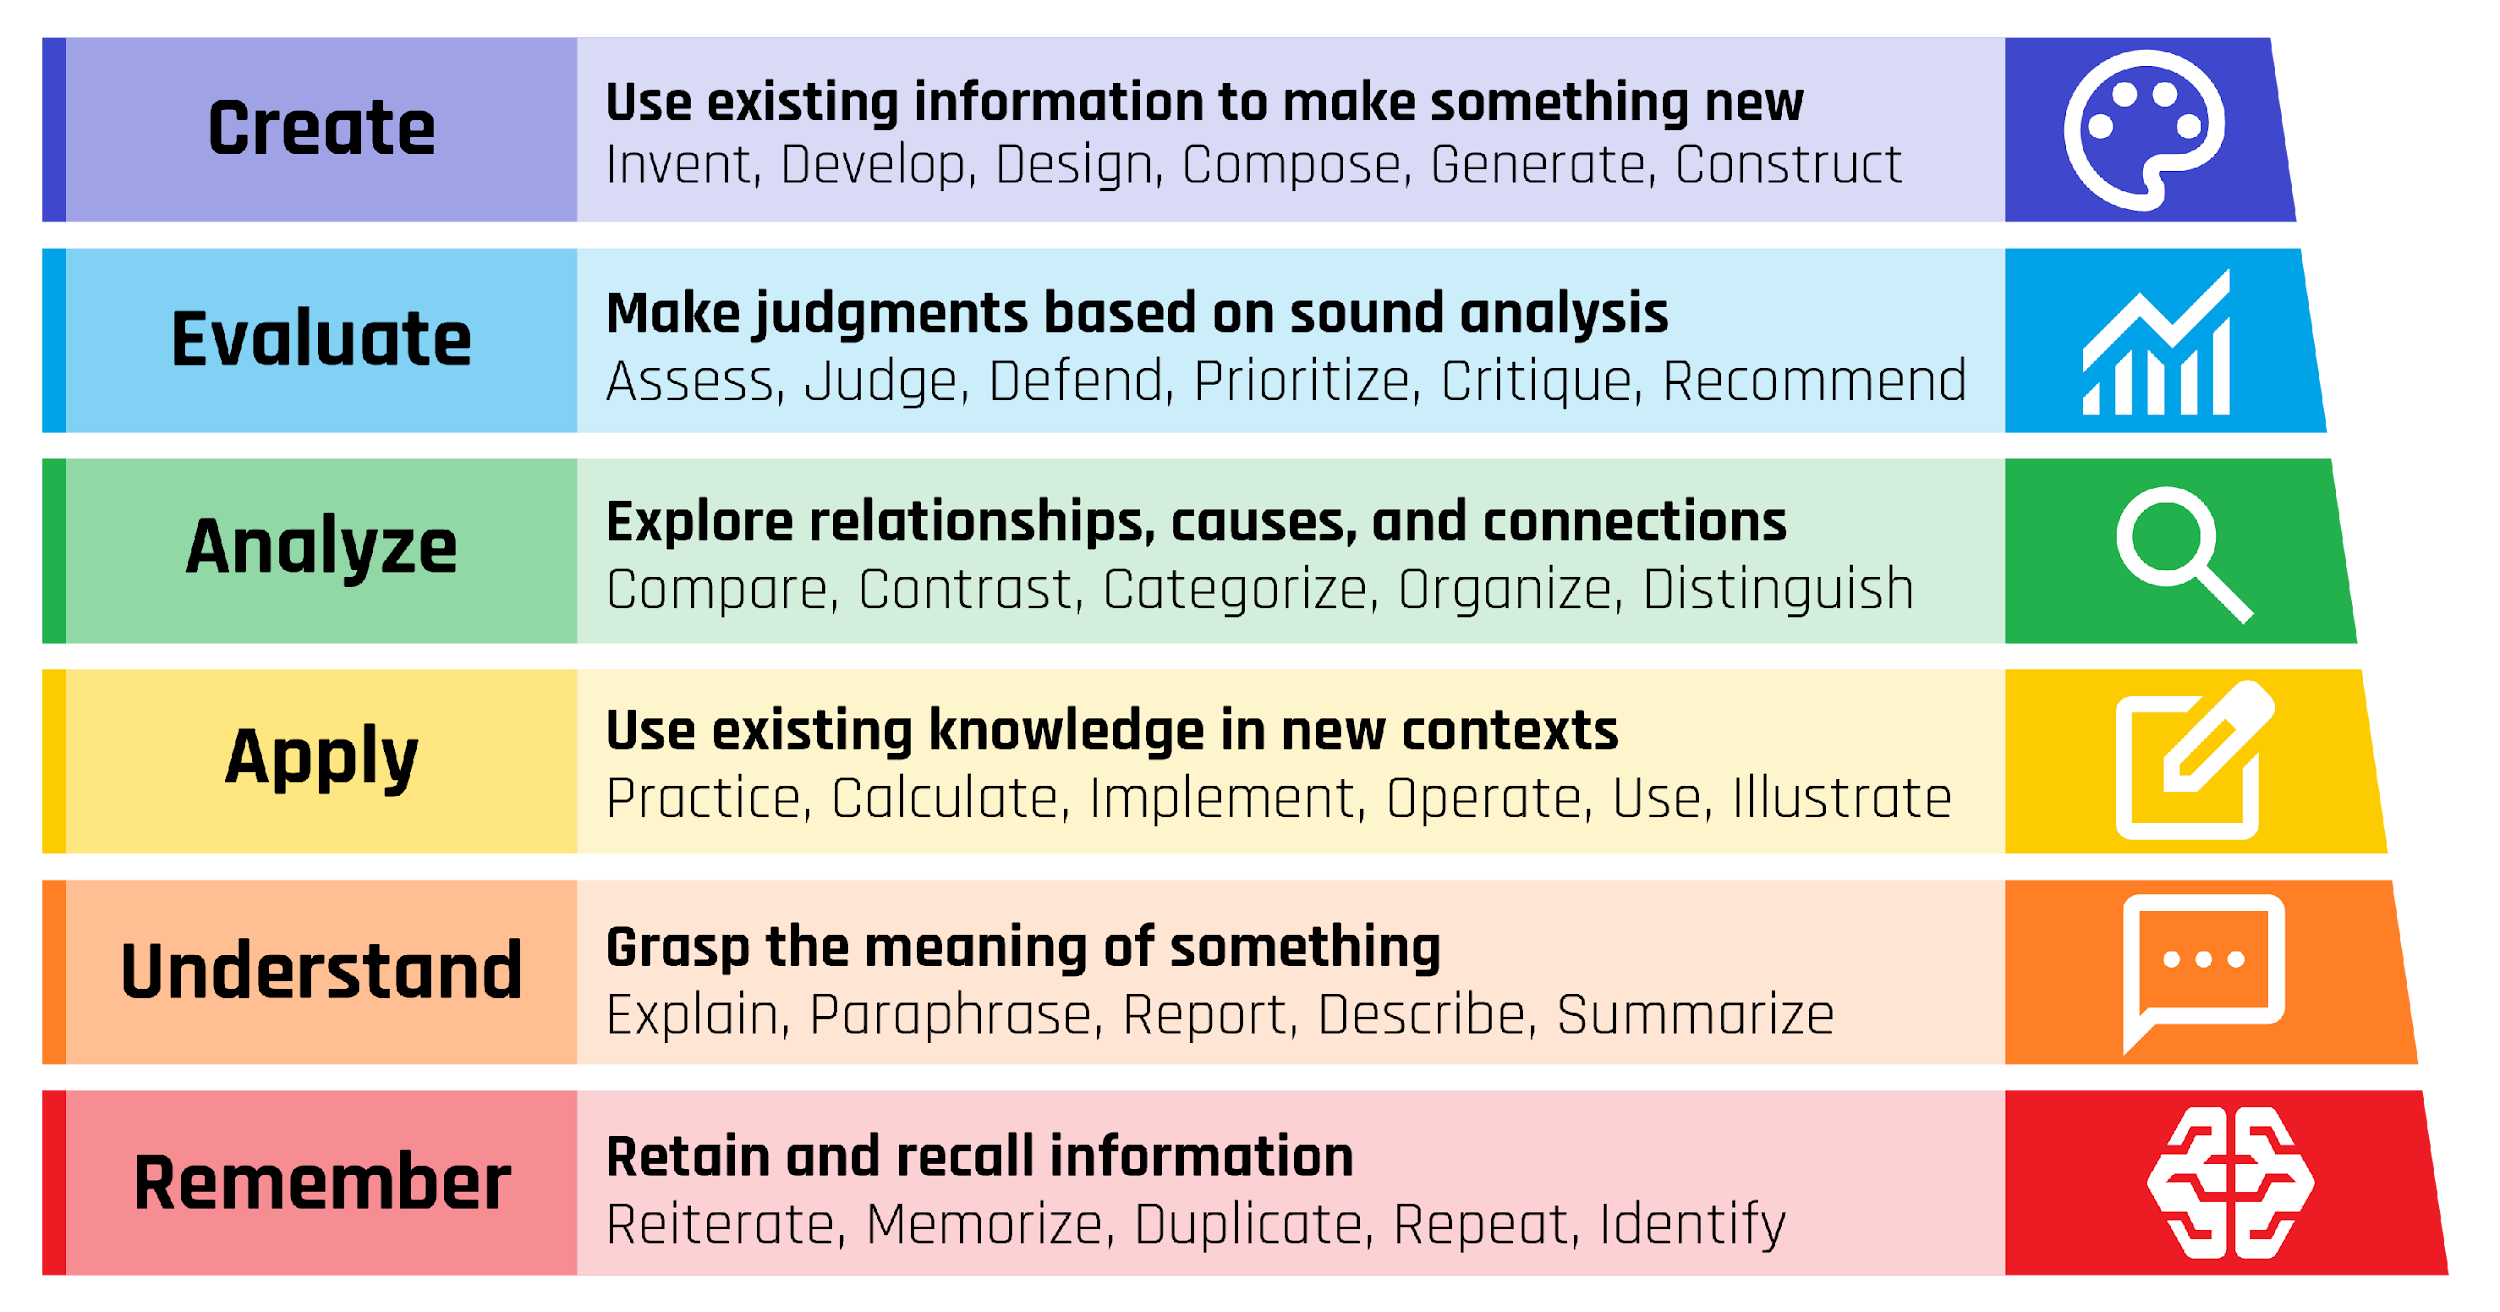 Create
Use existing information to make something new
Invent, Develop, Design, Compose, Generate, Construct
Evaluate
Make judgments based on sound analysis
Assess, Judge, Defend, Prioritize, Critique, Recommend
Analyze
Explore relationships, causes, and connections
Compare, Contrast, Categorize, Organize, Distinguish
Apply
Use existing knowledge in new contexts
Practice, Calculate, Implement, Operate, Use, Illustrate
Understand
Grasp the meaning of something
Explain, Paraphrase, Report, Describe, Summarize
Remember
Retain and recall information
Reiterate, Memorize, Duplicate, Repeat, Identify